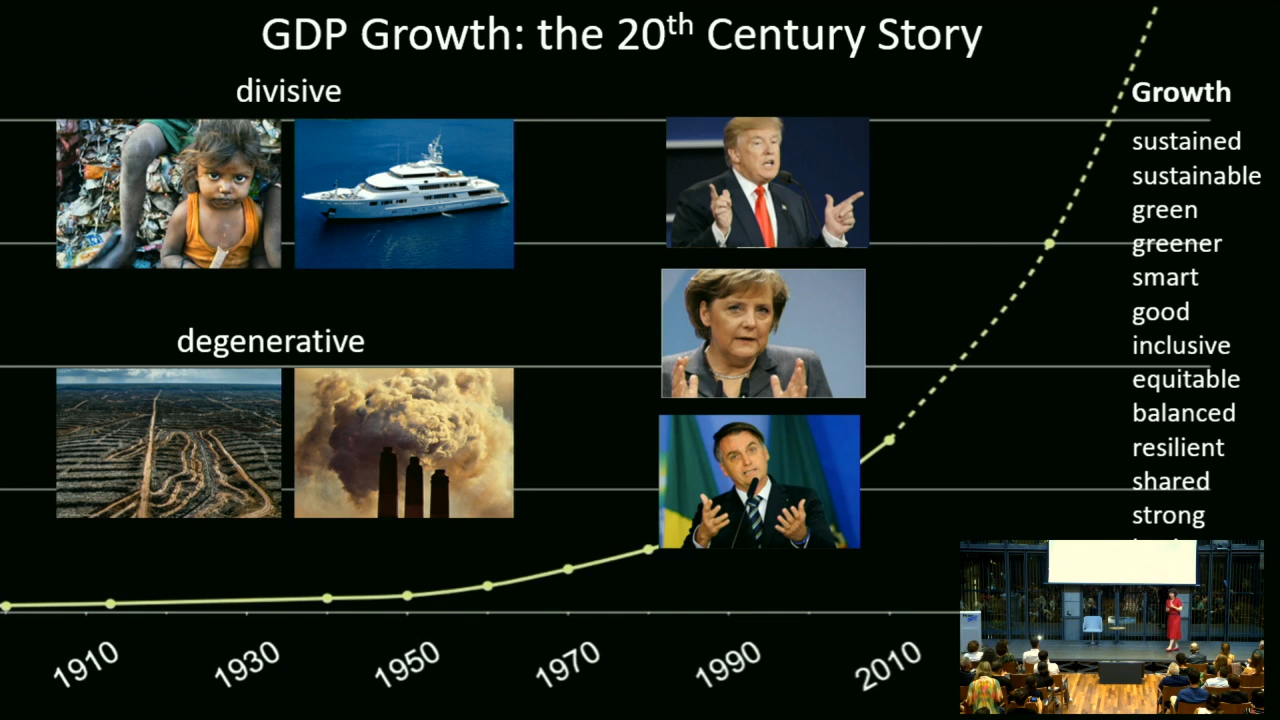 GDP Growth: the 20th Century Story
divisive
degenerative
Growth
sustained
sustainable
green
greener
smart
good
inclusive
equitable
balanced
resilient
shared
strong
1910
1930
1950
1970
1990
2010